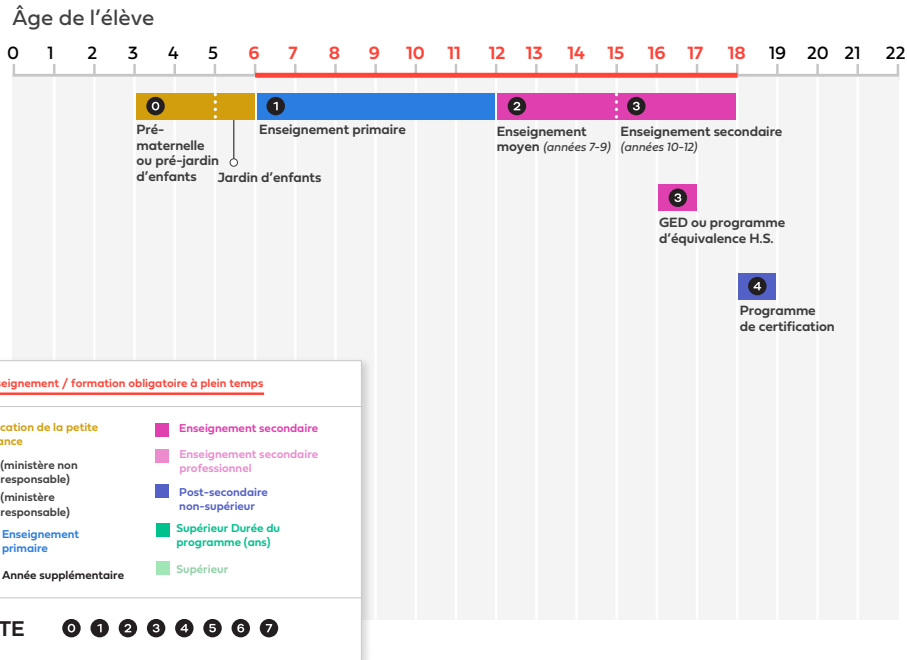 Âge de l'élève
0 1 2 3 4 5 6 7 8 9 10 11 12 13 14 15 16 17 18 19 20 21 22
0
1
2
3
Pré-
maternelle
ou pré-jardin
d'enfants
Jardin d'enfants
Enseignement primaire
Enseignement
moyen (années 7-9)
Enseignement secondaire
(années 10-12)
3
GED ou programme
d'équivalence H.S.
4
Programme
de certification
seignement / formation obligatoire à plein temps
cation de la petite
ance
(ministère non
responsable)
(ministère
responsable)
Enseignement
primaire
Année supplémentaire
Enseignement secondaire
Enseignement secondaire
professionnel
Post-secondaire
non-supérieur
Supérieur Durée du
programme (ans)
Supérieur
TE 0 1 2 3 4 5 6 7